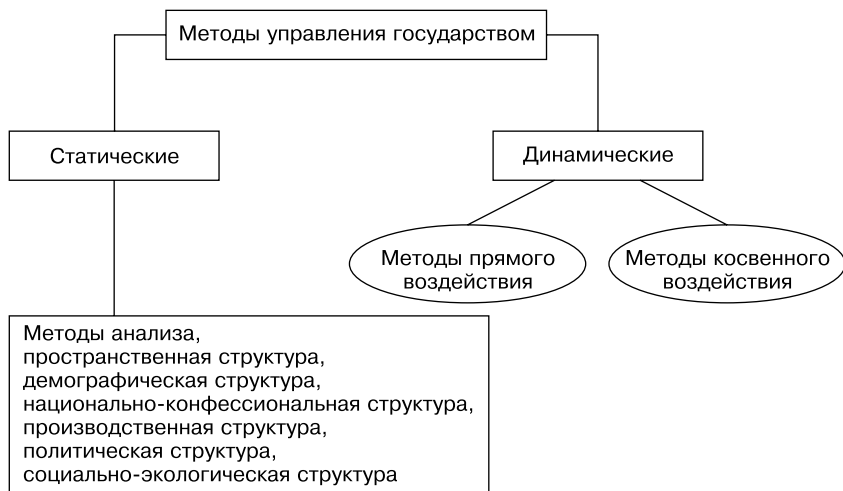 Методы управления государством
Статические
Динамические
Методы прямого
воздействия
Методы косвенного
воздействия
Методы анализа,
пространственная структура,
демографическая структура,
национально-конфессиональная структура,
производственная структура,
политическая структура,
социально-экологическая структура